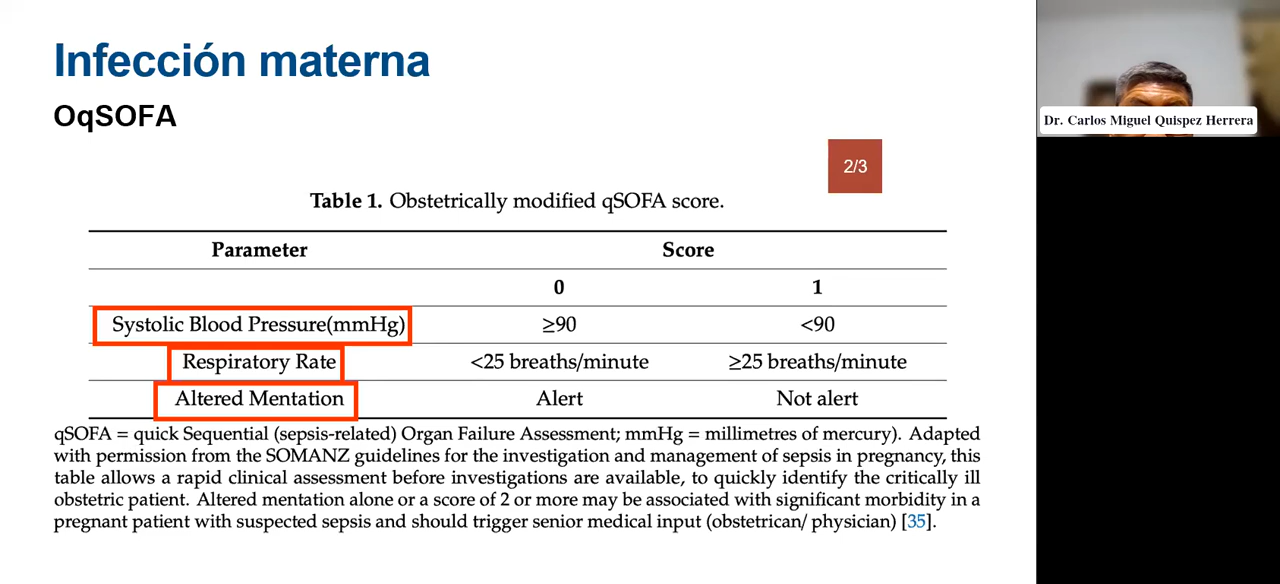 Infección materna
OqSOFA
2/3
Table 1. Obstetrically modified qSOFA score.
Parameter Score
0 1
Systolic Blood Pressure(mmHg) ≥90 <90
Respiratory Rate <25 breaths/minute ≥25 breaths/minute
Altered Mentation Alert Not alert
qSOFA = quick Sequential (sepsis-related) Organ Failure Assessment; mmHg = millimetres of mercury). Adapted
with permission from the SOMANZ guidelines for the investigation and management of sepsis in pregnancy, this
table allows a rapid clinical assessment before investigations are available, to quickly identify the critically ill
obstetric patient. Altered mentation alone or a score of 2 or more may be associated with significant morbidity in a
pregnant patient with suspected sepsis and should trigger senior medical input (obstetrican/ physician) [35].
Dr. Carlos Miguel Quispez Herrera